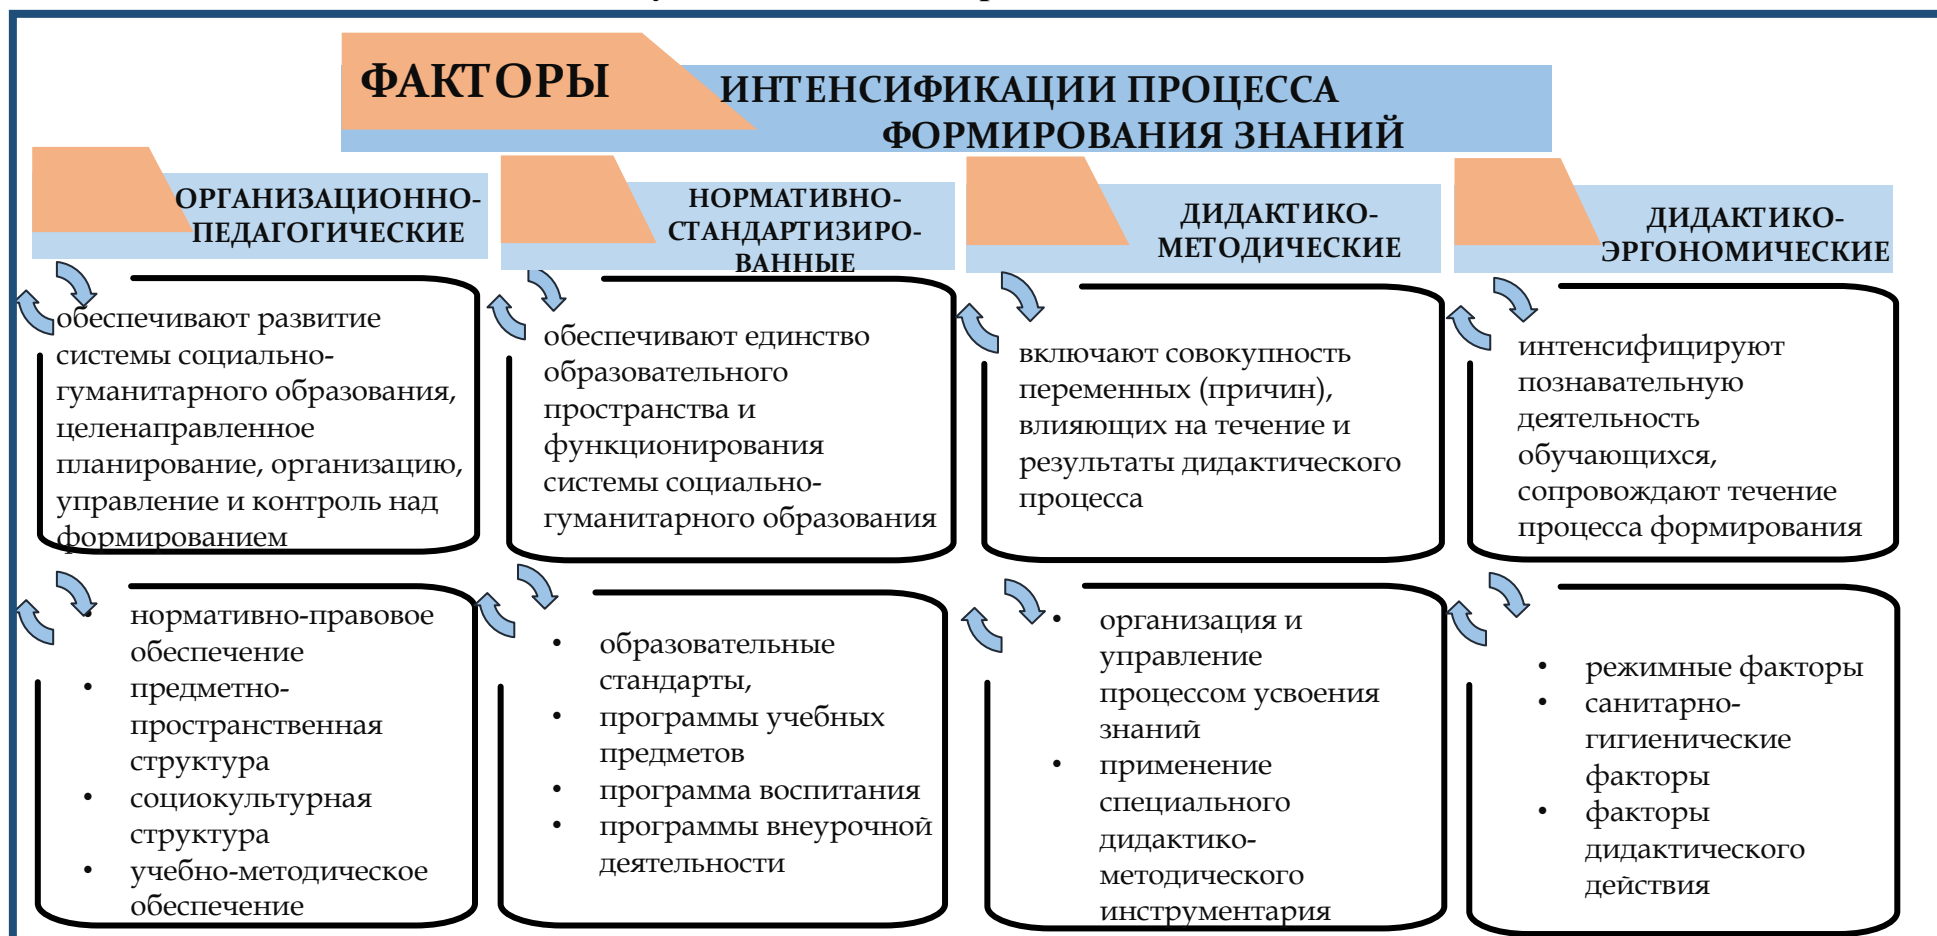 ФАКТОРЫ
ИНТЕНСИФИКАЦИИ ПРОЦЕССА
ФОРМИРОВАНИЯ ЗНАНИЙ
ОРГАНИЗАЦИОННО-
ПЕДАГОГИЧЕСКИЕ
обеспечивают развитие
системы социально-
гуманитарного образования,
целенаправленное
планирование, организацию,
управление и контроль над
формированием
• нормативно-правовое
обеспечение
• предметно-
пространственная
структура
• социокультурная
структура
• учебно-методическое
обеспечение
НОРМАТИВНО-
СТАНДАРТИЗИРО-
ВАННЫЕ
обеспечивают единство
образовательного
пространства и
функционирования
системы социально-
гуманитарного образования
• образовательные
стандарты,
• программы учебных
предметов
• программа воспитания
• программы внеурочной
деятельности
ДИДАКТИКО-
МЕТОДИЧЕСКИЕ
включают совокупность
переменных (причин),
влияющих на течение и
результаты дидактического
процесса
• организация и
управление
процессом усвоения
знаний
• применение
специального
дидактико-
методического
инструментария
ДИДАКТИКО-
ЭРГОНОМИЧЕСКИЕ
интенсифицируют
познавательную
деятельность
обучающихся,
сопровождают течение
процесса формирования
• режимные факторы
• санитарно-
гигиенические
факторы
• факторы
дидактического
действия